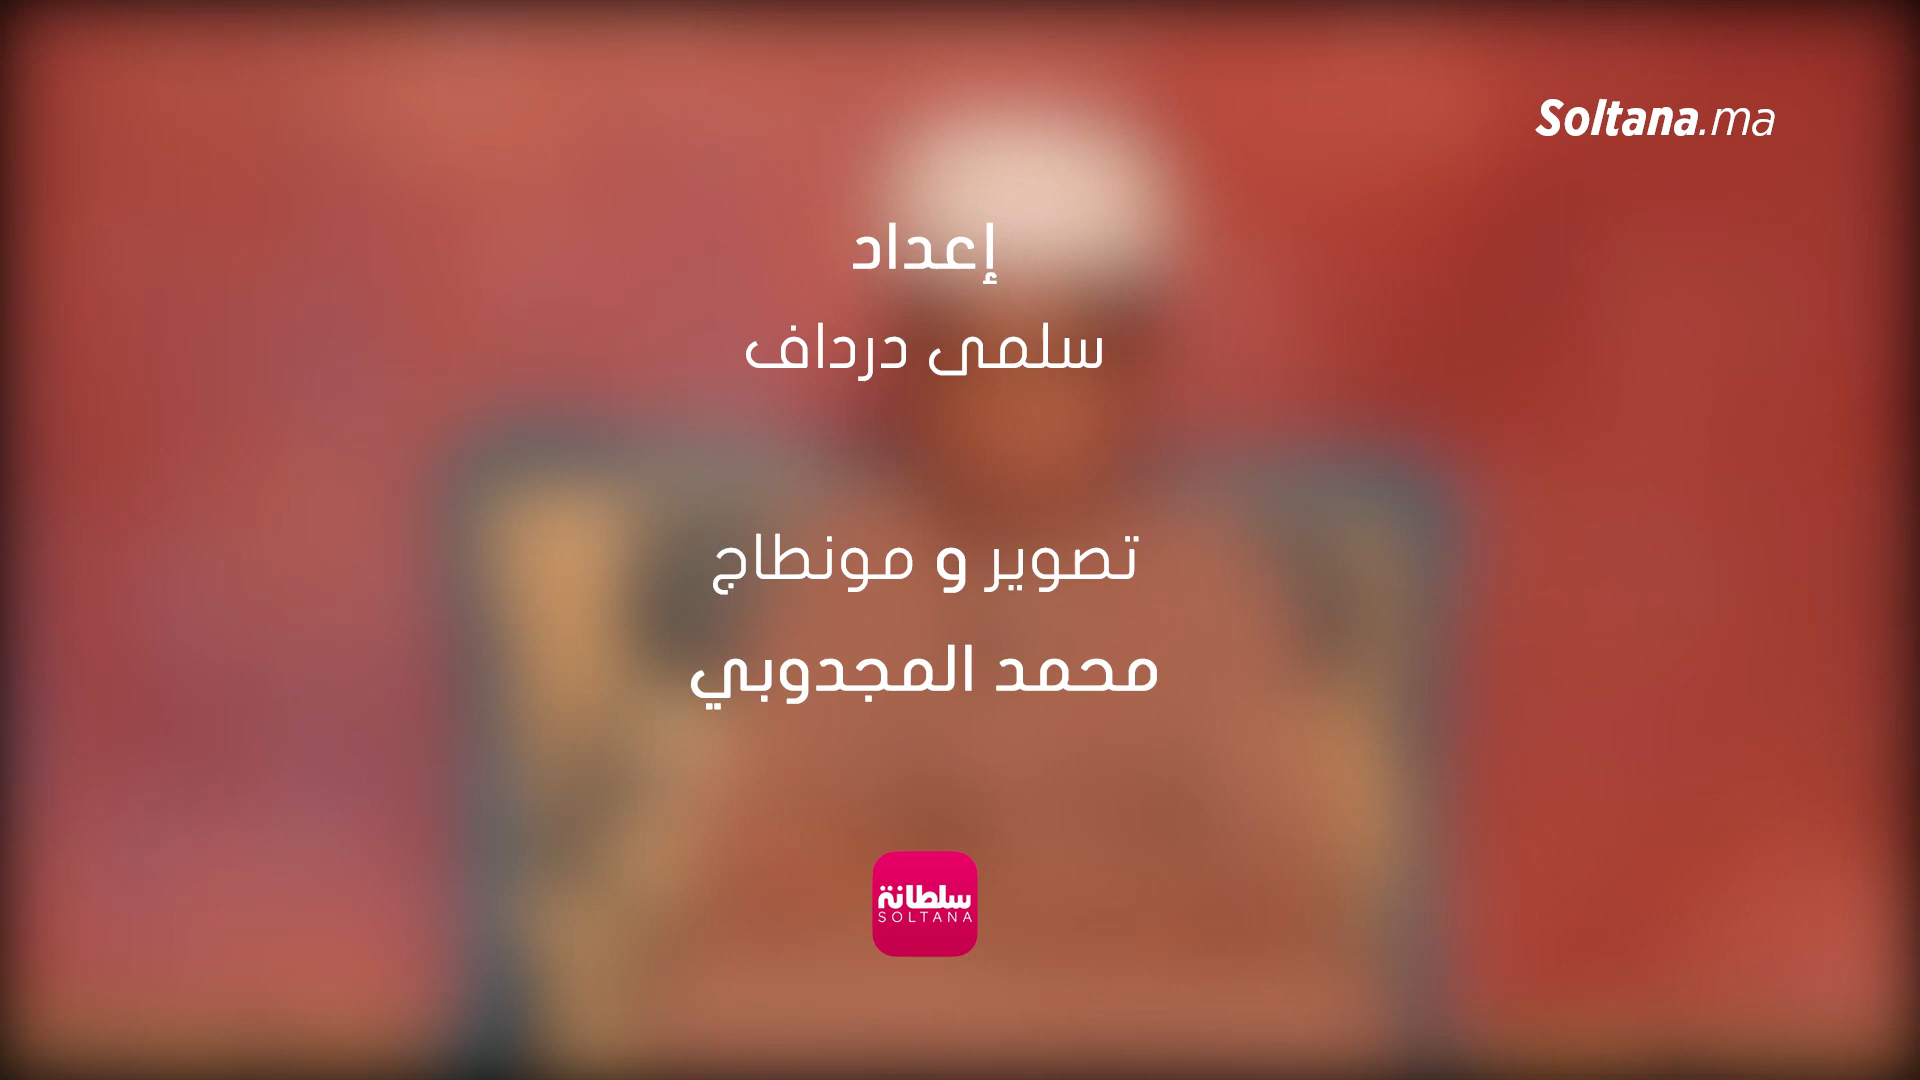 Soltana.ma
إعداد
سلمى درداف
تصوير و مونطاج
محمد المجدوبي
سلطانة
SOLTANA